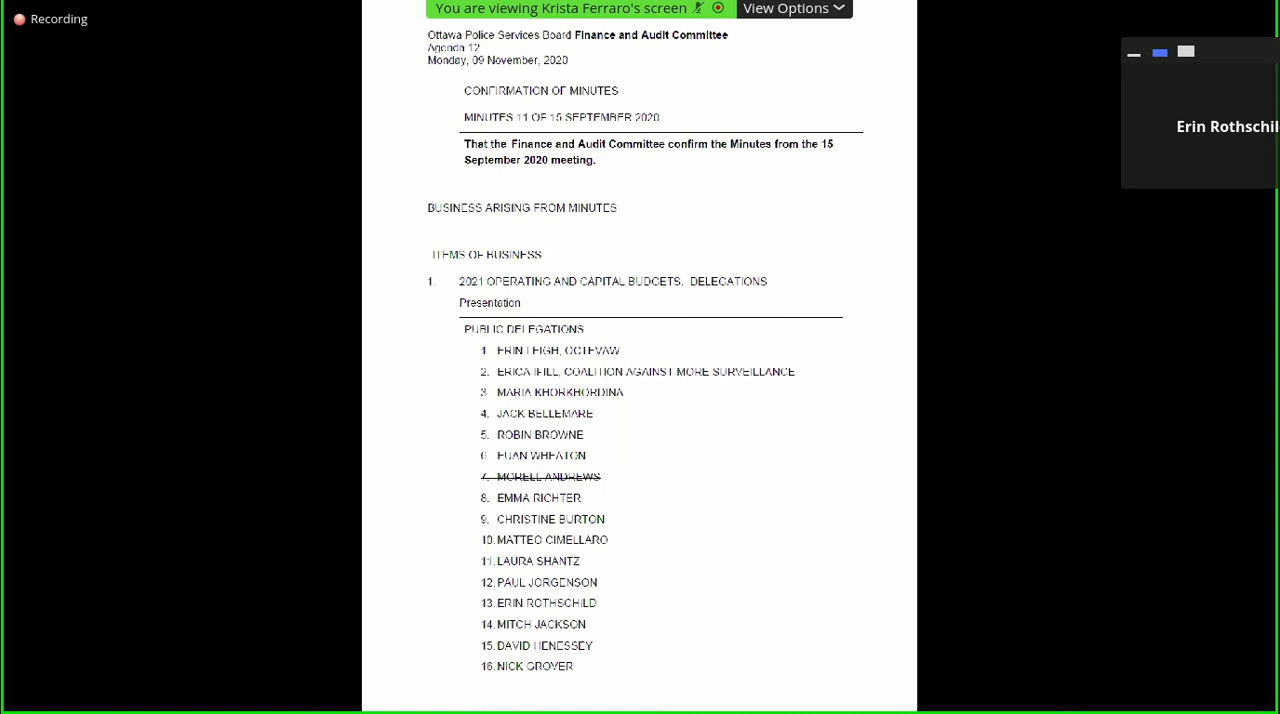 Recording
You are viewing Krista Ferraro's screen
View Options
Ottawa Police Services Board Finance and Audit Committee
Agenda 12
Monday, 09 November, 2020
CONFIRMATION OF MINUTES
MINUTES 11 OF 15 SEPTEMBER 2020
That the Finance and Audit Committee confirm the Minutes from the 15
September 2020 meeting.
BUSINESS ARISING FROM MINUTES
ITEMS OF BUSINESS
1. 2021 OPERATING AND CAPITAL BUDGETS: DELEGATIONS
Presentation
PUBLIC DELEGATIONS
1. ERIN LEIGH, OCTEVAW
2. ERICA IFILL, COALITION AGAINST MORE SURVEILLANCE
3. MARIA KHORKHORDINA
4. JACK BELLEMARE
5. ROBIN BROWNE
6. EUAN WHEATON
7. MORELL ANDREWS
8. EMMA RICHTER
9. CHRISTINE BURTON
10. MATTEO CIMELLARO
11. LAURA SHANTZ
12. PAUL JORGENSON
13. ERIN ROTHSCHILD
14. MITCH JACKSON
15. DAVID HENESSEY
16. NICK GROVER
Erin Rothschil